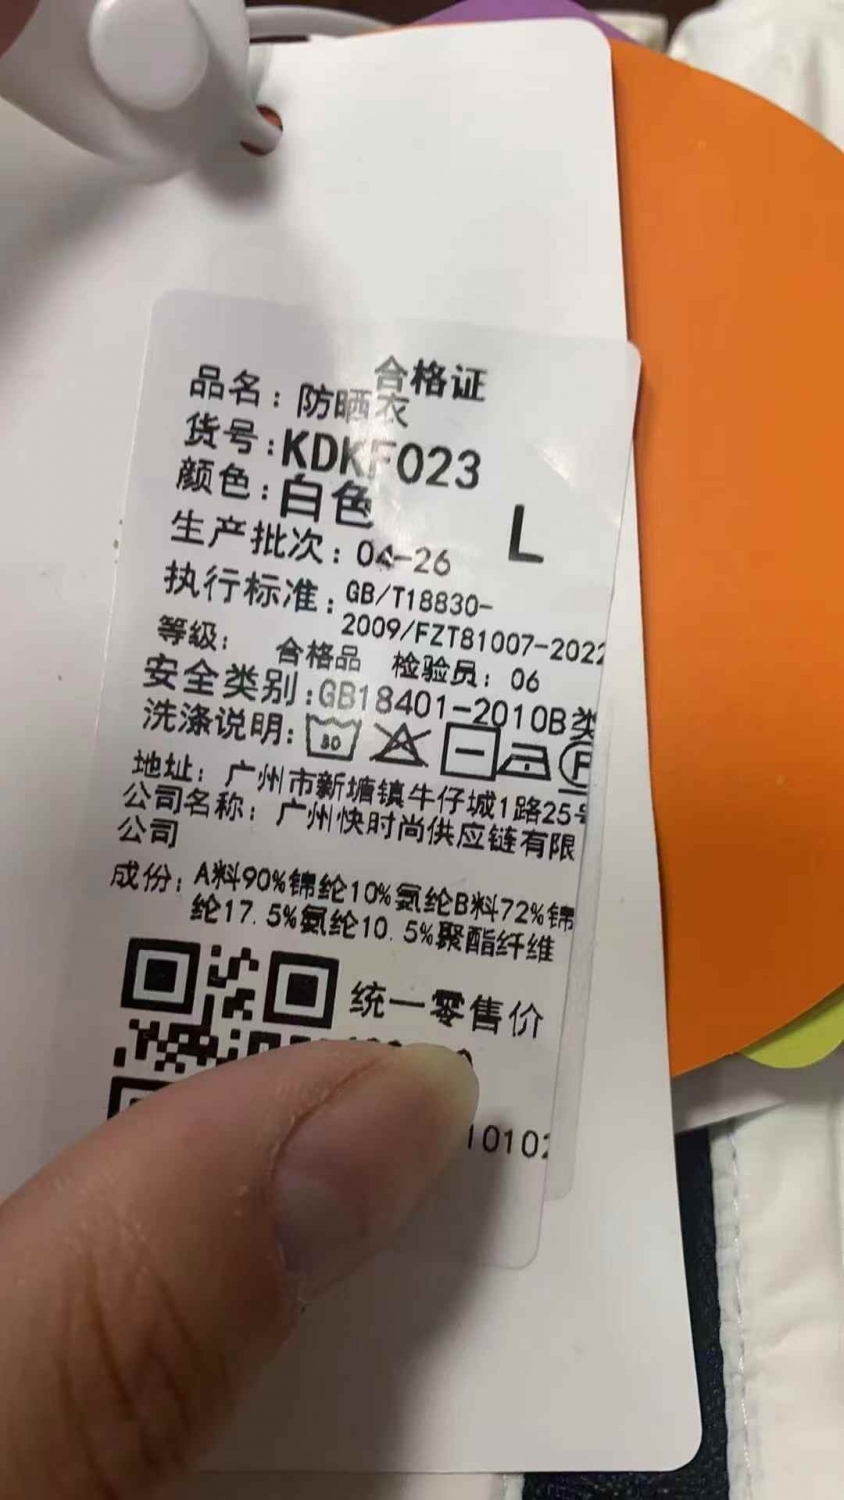 合格证
品名：防晒衣
货号：KDKF023
颜色：白色
L
生产批次：04-26
执行标准：GB/T18830-
2009/FZT81007-2022
等级： 合格品 检验员：06
安全类别：GB18401-2010B类
洗涤说明：
30
P
地址：广州市新塘镇牛仔城1路25号
公司名称：广州快时尚供应链有限
公司
成份：A料90%锦纶10%氨纶B料72%锦
纶17.5%氨纶10.5%聚酯纤维
统一零售价
10102